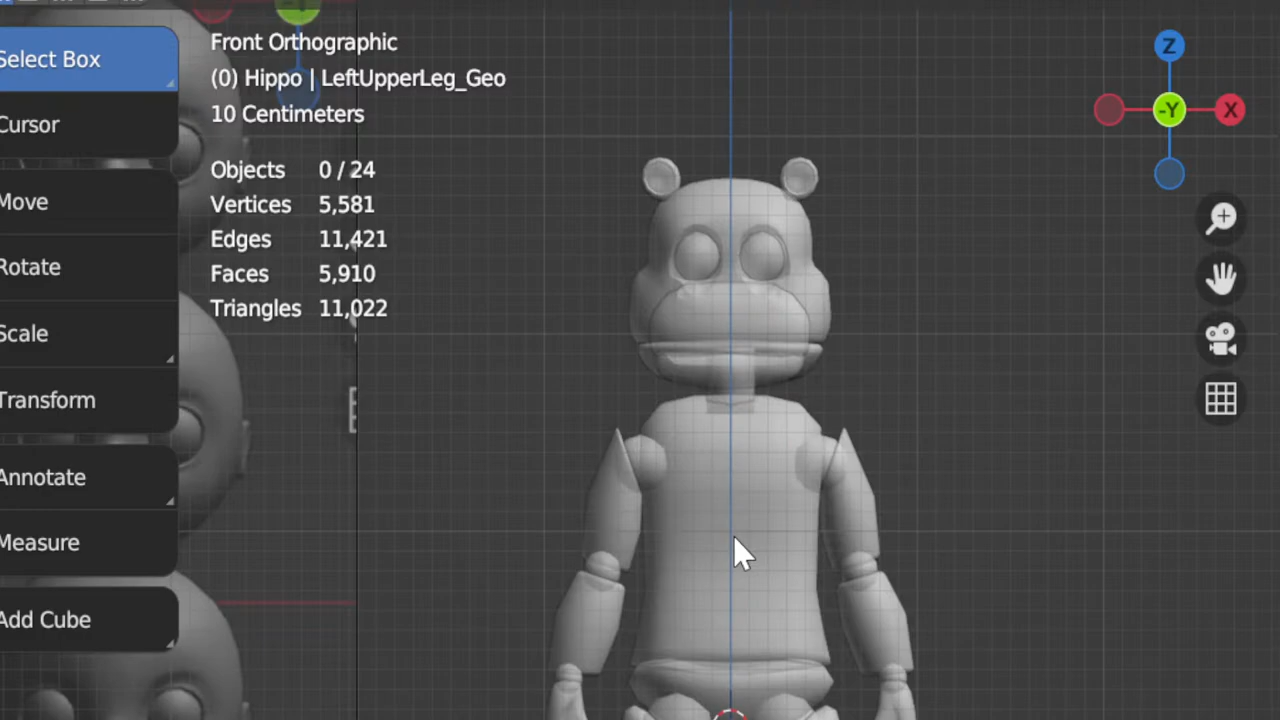 Select Box
Cursor
Move
Rotate
Scale
Transform
Annotate
Measure
Add Cube
Front Orthographic
(0) Hippo | LeftUpperLeg_Geo
10 Centimeters
Objects 0 / 24
Vertices 5,581
Edges 11,421
Faces 5,910
Triangles 11,022
Z
-Y
X